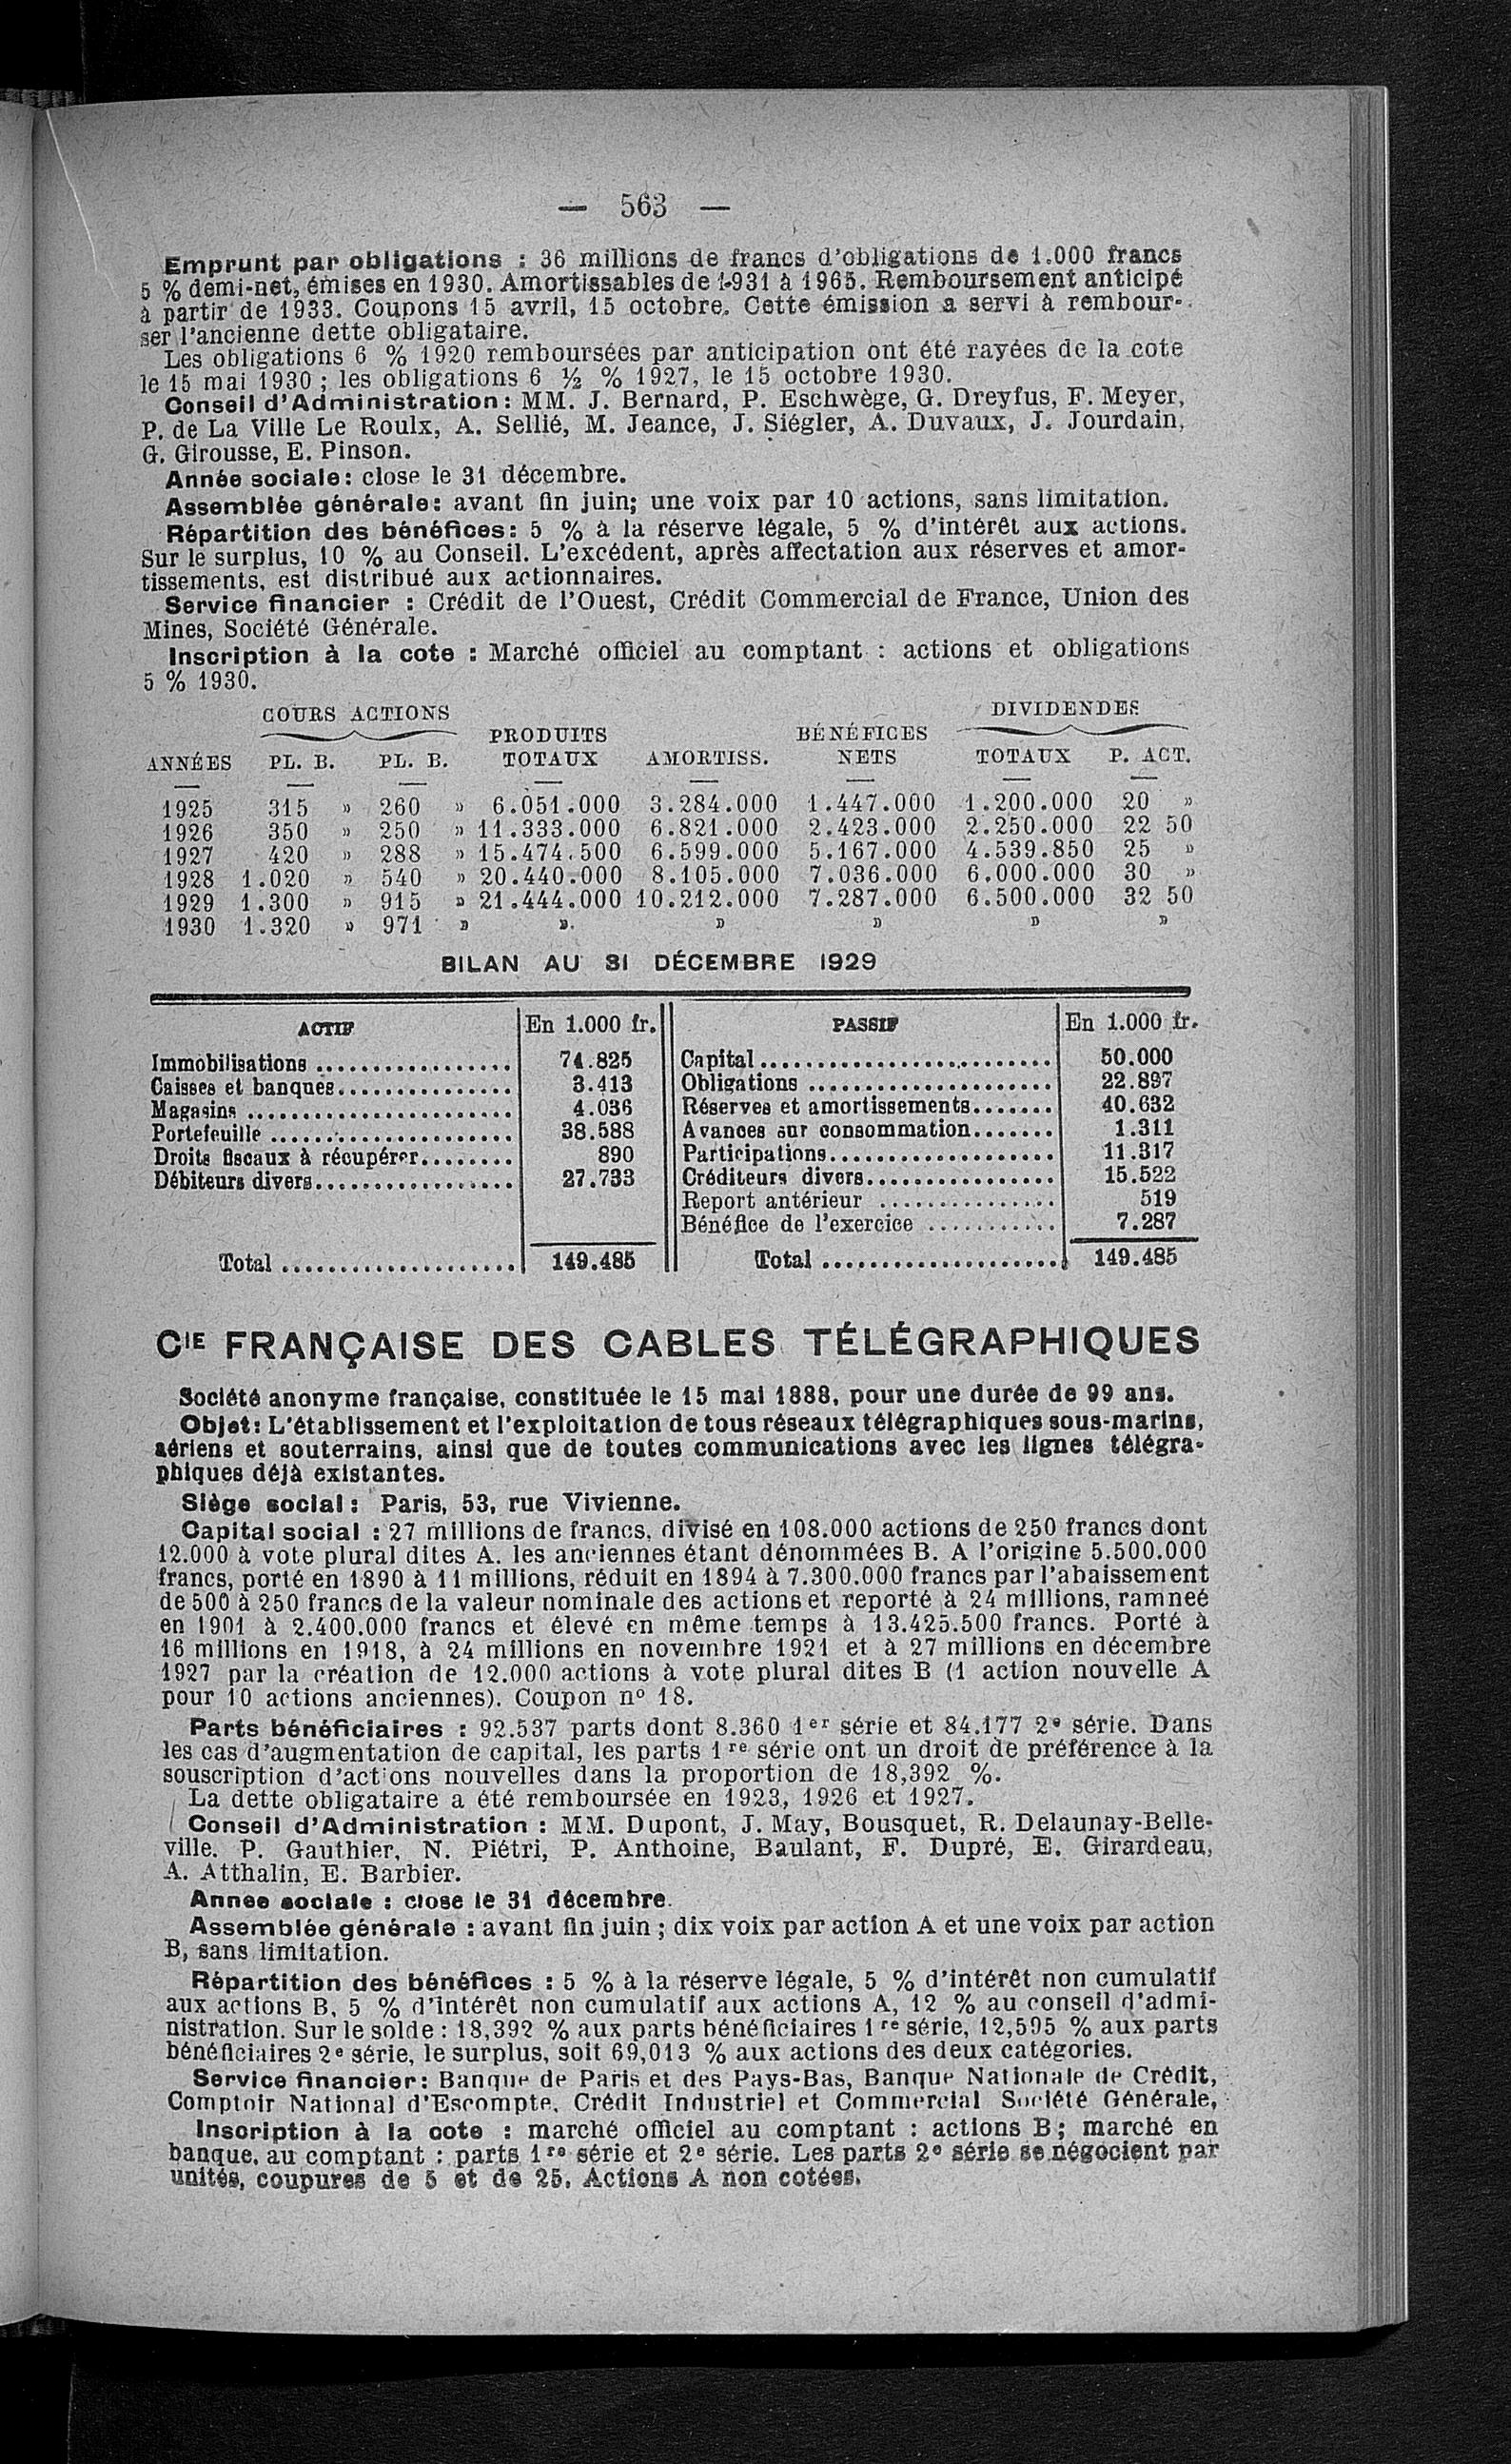 — 563 —
Emprunt par obligations : 36 millions de francs d'obligations de 1.000 francs
5 % demi-net, émises en 1930. Amortissables de 1931 à 1965. Remboursement anticipé
à partir de 1933. Coupons 15 avril, 15 octobre. Cette émission a servi à rembour-
ser l'ancienne dette obligataire.
Les obligations 6 % 1920 remboursées par anticipation ont été rayées de la cote
le 15 mai 1930 ; les obligations 6 ½ % 1927, le 15 octobre 1930.
Conseil d'Administration : MM. J. Bernard, P. Eschwège, G. Dreyfus, F. Meyer,
P. de La Ville Le Roulx, A. Sellié, M. Jeance, J. Siégler, A. Duvaux, J. Jourdain,
G. Girousse, E. Pinson.
Année sociale : close le 31 décembre.
Assemblée générale : avant fin juin; une voix par 10 actions, sans limitation.
Répartition des bénéfices : 5 % à la réserve légale, 5 % d'intérêt aux actions.
Sur le surplus, 10 % au Conseil. L'excédent, après affectation aux réserves et amor-
tissements, est distribué aux actionnaires.
Service financier : Crédit de l'Ouest, Crédit Commercial de France, Union des
Mines, Société Générale.
Inscription à la cote : Marché officiel au comptant : actions et obligations
5 % 1930.
COURS ACTIONS DIVIDENDES
PRODUITS BÉNÉFICES
ANNÉES PL. B. PL. B. TOTAUX AMORTISS. NETS TOTAUX P. ACT.
1925 315 » 260 » 6.051.000 3.284.000 1.447.000 1.200.000 20 »
1926 350 » 250 » 11.333.000 6.821.000 2.423.000 2.250.000 22 50
1927 420 » 288 » 15.474.500 6.599.000 5.167.000 4.539.850 25 »
1928 1.020 » 540 » 20.440.000 8.105.000 7.036.000 6.000.000 30 »
1929 1.300 » 915 » 21.444.000 10.212.000 7.287.000 6.500.000 32 50
1930 1.320 » 971 » » » » » »
BILAN AU 31 DÉCEMBRE 1929
ACTIF En 1.000 fr. PASSIF En 1.000 fr.
Immobilisations ................. 74.825 Capital......................... 50.000
Caisses et banques............... 3.413 Obligations ..................... 22.897
Magasins ....................... 4.036 Réserves et amortissements....... 40.632
Portefeuille ..................... 38.588 Avances sur consommation....... 1.311
Droits fiscaux à récupérer........ 890 Participations................... 11.317
Débiteurs divers................. 27.733 Créditeurs divers................ 15.522
Report antérieur ............... 519
Bénéfice de l'exercice ........... 7.287
Total .................... 149.485 Total ..................... 149.485
CIE FRANÇAISE DES CABLES TÉLÉGRAPHIQUES
Société anonyme française, constituée le 15 mai 1888, pour une durée de 99 ans.
Objet : L'établissement et l'exploitation de tous réseaux télégraphiques sous-marins,
aériens et souterrains, ainsi que de toutes communications avec les lignes télégra-
phiques déjà existantes.
Siège social : Paris, 53, rue Vivienne.
Capital social : 27 millions de francs, divisé en 108.000 actions de 250 francs dont
12.000 à vote plural dites A. les anciennes étant dénommées B. A l'origine 5.500.000
francs, porté en 1890 à 11 millions, réduit en 1894 à 7.300.000 francs par l'abaissement
de 500 à 250 francs de la valeur nominale des actions et reporté à 24 millions, ramneé
en 1901 à 2.400.000 francs et élevé en même temps à 13.425.500 francs. Porté à
16 millions en 1918, à 24 millions en novembre 1921 et à 27 millions en décembre
1927 par la création de 12.000 actions à vote plural dites B (1 action nouvelle A
pour 10 actions anciennes). Coupon nº 18.
Parts bénéficiaires : 92.537 parts dont 8.360 1er série et 84.177 2e série. Dans
les cas d'augmentation de capital, les parts 1re série ont un droit de préférence à la
souscription d'actions nouvelles dans la proportion de 18,392 %.
La dette obligataire a été remboursée en 1923, 1926 et 1927.
Conseil d'Administration : MM. Dupont, J. May, Bousquet, R. Delaunay-Belle-
ville. P. Gauthier, N. Piétri, P. Anthoine, Baulant, F. Dupré, E. Girardeau,
A. Atthalin, E. Barbier.
Annee sociale : close le 31 décembre.
Assemblée générale : avant fin juin ; dix voix par action A et une voix par action
B, sans limitation.
Répartition des bénéfices : 5 % à la réserve légale, 5 % d'intérêt non cumulatif
aux actions B, 5 % d'intérêt non cumulatif aux actions A, 12 % au conseil d'admi-
nistration. Sur le solde : 18,392 % aux parts bénéficiaires 1re série, 12,595 % aux parts
bénéficiaires 2e série, le surplus, soit 69,013 % aux actions des deux catégories.
Service financier : Banque de Paris et des Pays-Bas, Banque Nationale de Crédit,
Comptoir National d'Escompte, Crédit Industriel et Commercial Société Générale,
Inscription à la cote : marché officiel au comptant : actions B ; marché en
banque, au comptant : parts 1re série et 2e série. Les parts 2e série se négocient par
unités, coupures de 5 et de 25. Actions A non cotées.